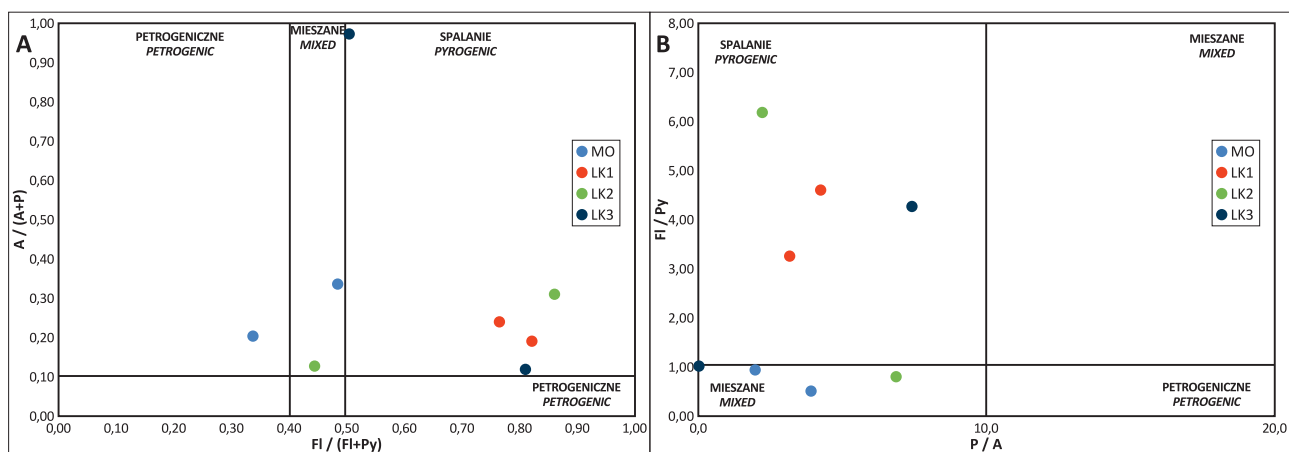 A
PETROGENICZNE
PETROGENIC
MIESZANE
MIXED
SPALANIE
PYROGENIC
1,00
0,90
0,80
0,70
0,60
0,50
0,40
0,30
0,20
0,10
0,00
A / (A+P)
MO
LK1
LK2
LK3
PETROGENICZNE
PETROGENIC
0,00
0,10
0,20
0,30
0,40
0,50
0,60
0,70
0,80
0,90
1,00
Fl / (Fl+Py)
B
SPALANIE
PYROGENIC
MIESZANE
MIXED
8,00
7,00
6,00
5,00
4,00
3,00
2,00
1,00
0,00
Fl / Py
MO
LK1
LK2
LK3
MIESZANE
MIXED
PETROGENICZNE
PETROGENIC
0,0
10,0
20,0
P / A